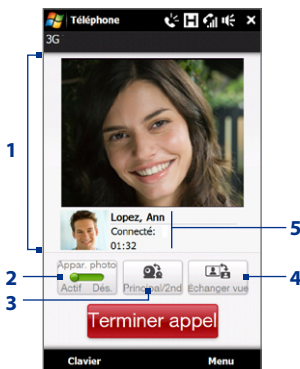 Téléphone
3G
1
Lopez, Ann
Connecté:
01:32
5
Appar. photo
Actif Dés.
2
Principal/2nd
3
Echanger vue
4
Terminer appel
Clavier Menu